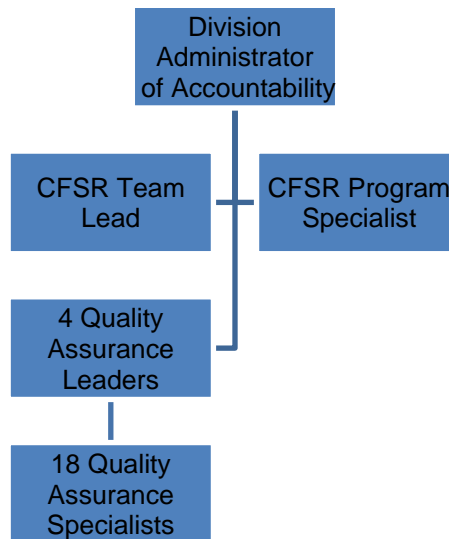 Division
Administrator
of Accountability
CFSR Team
Lead
CFSR Program
Specialist
4 Quality
Assurance
Leaders
18 Quality
Assurance
Specialists